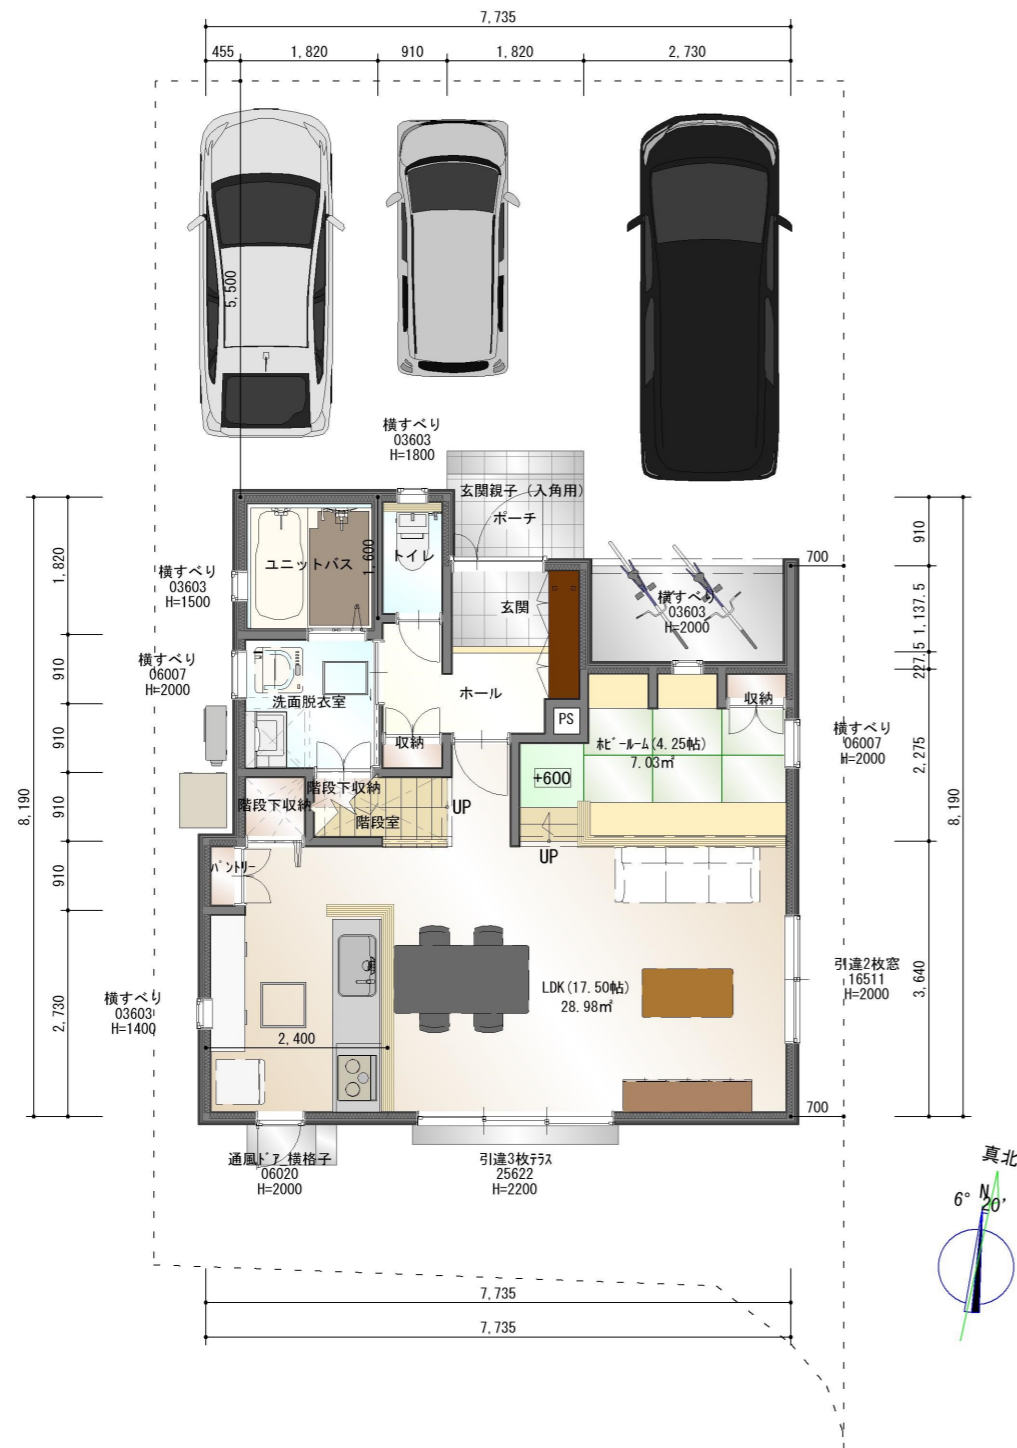 7,735
455
1,820
910
1,820
2,730
5,500
横すべり
03603
H=1800
玄関親子（入角用）
ポーチ
700
910
1,137.5
227.5
2,275
8,190
3,640
8,190
1,820
910
910
910
910
2,730
横すべり
03603
H=1500
ユニットバス
1,600
トイレ
玄関
横すべり
03603
H=2000
横すべり
06007
H=2000
洗面脱衣室
ホール
収納
PS
収納
ホビールーム(4.25帖)
7.03㎡
横すべり
06007
H=2000
+600
階段下収納
階段下収納
階段室
UP
UP
パントリー
LDK(17.50帖)
28.98㎡
引違2枚窓
16511
H=2000
横すべり
03603
H=1400
2,400
700
通風ドア_横格子
06020
H=2000
引違3枚テラス
25622
H=2200
真北
6° 20'
N
7,735
7,735